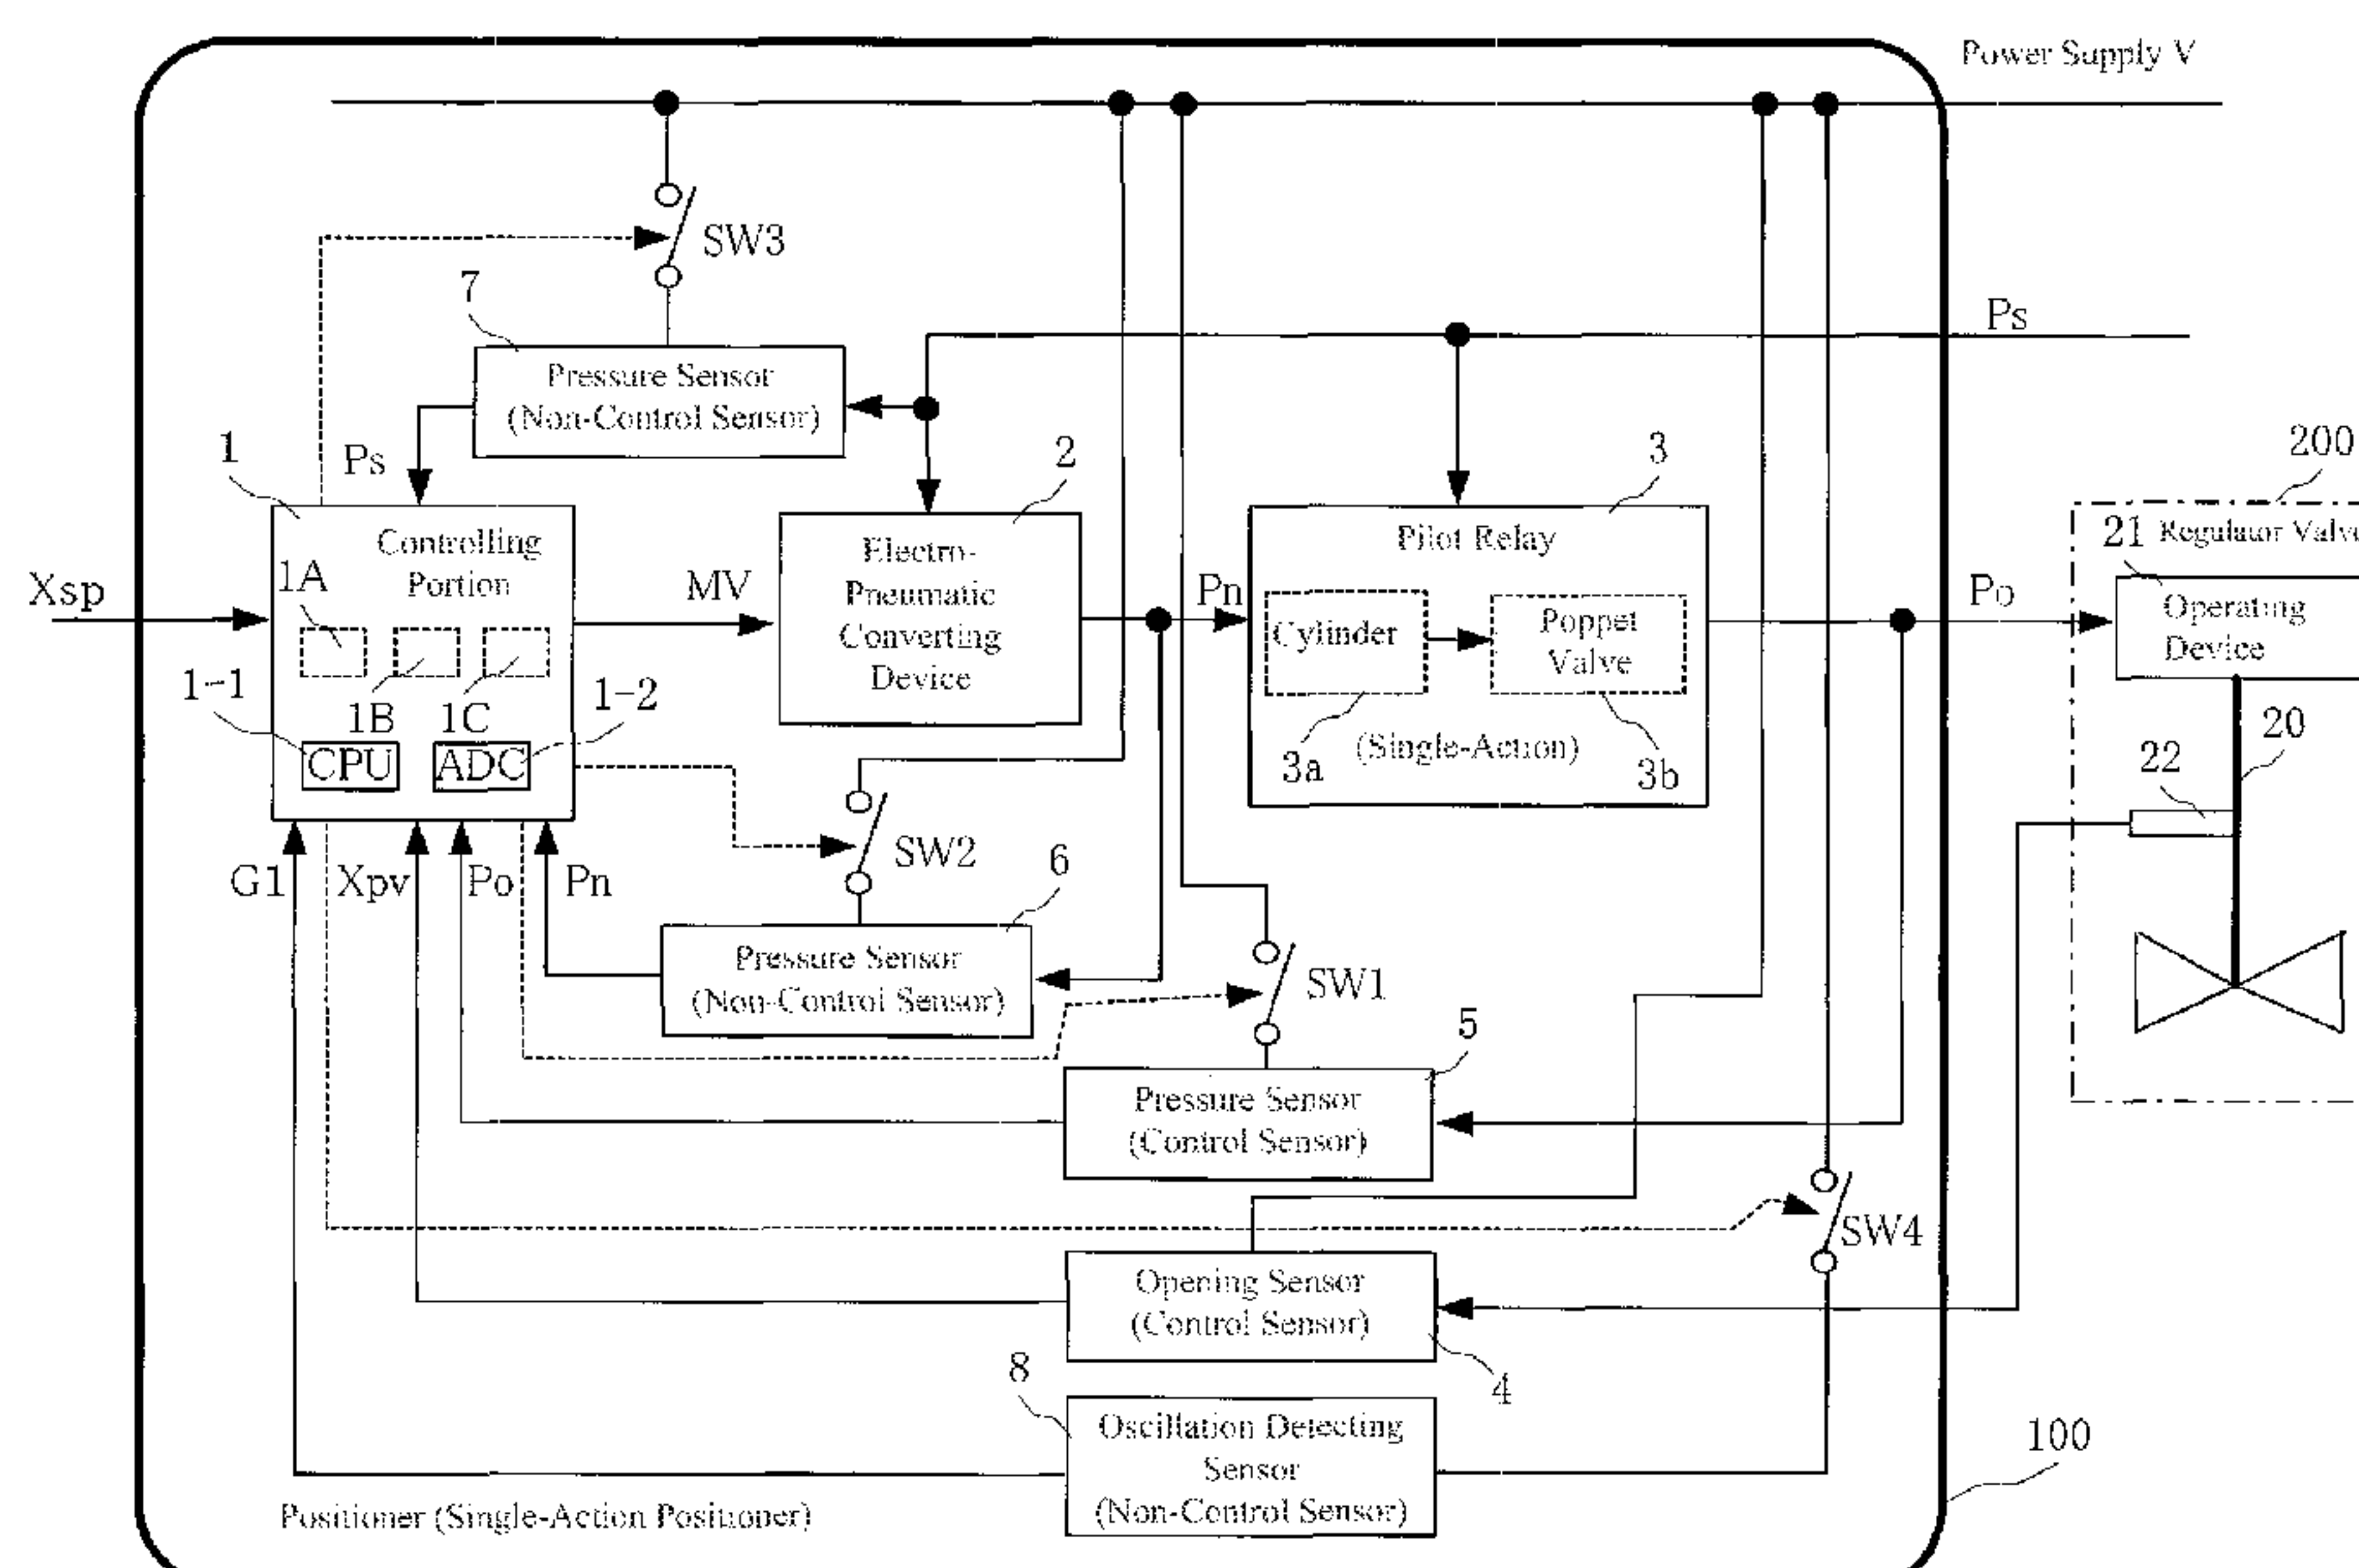 Power Supply V
SW3
7
Ps
Pressure Sensor
(Non-Control Sensor)
1
Ps
2
3
200
Controlling
Portion
1A
Electro-
Pneumatic
Converting
Device
Pilot Relay
21
Regulator Valve
Xsp
MV
Pn
Cylinder
Poppet
Valve
Po
Operating
Device
1-1
1B
1C
1-2
CPU
ADC
3a
(Single-Action)
3b
20
22
SW2
6
G1
Xpv
Po
Pn
Pressure Sensor
(Non-Control Sensor)
SW1
5
Pressure Sensor
(Control Sensor)
SW4
Opening Sensor
(Control Sensor)
8
4
Oscillation Detecting
Sensor
(Non-Control Sensor)
100
Positioner (Single-Action Positioner)